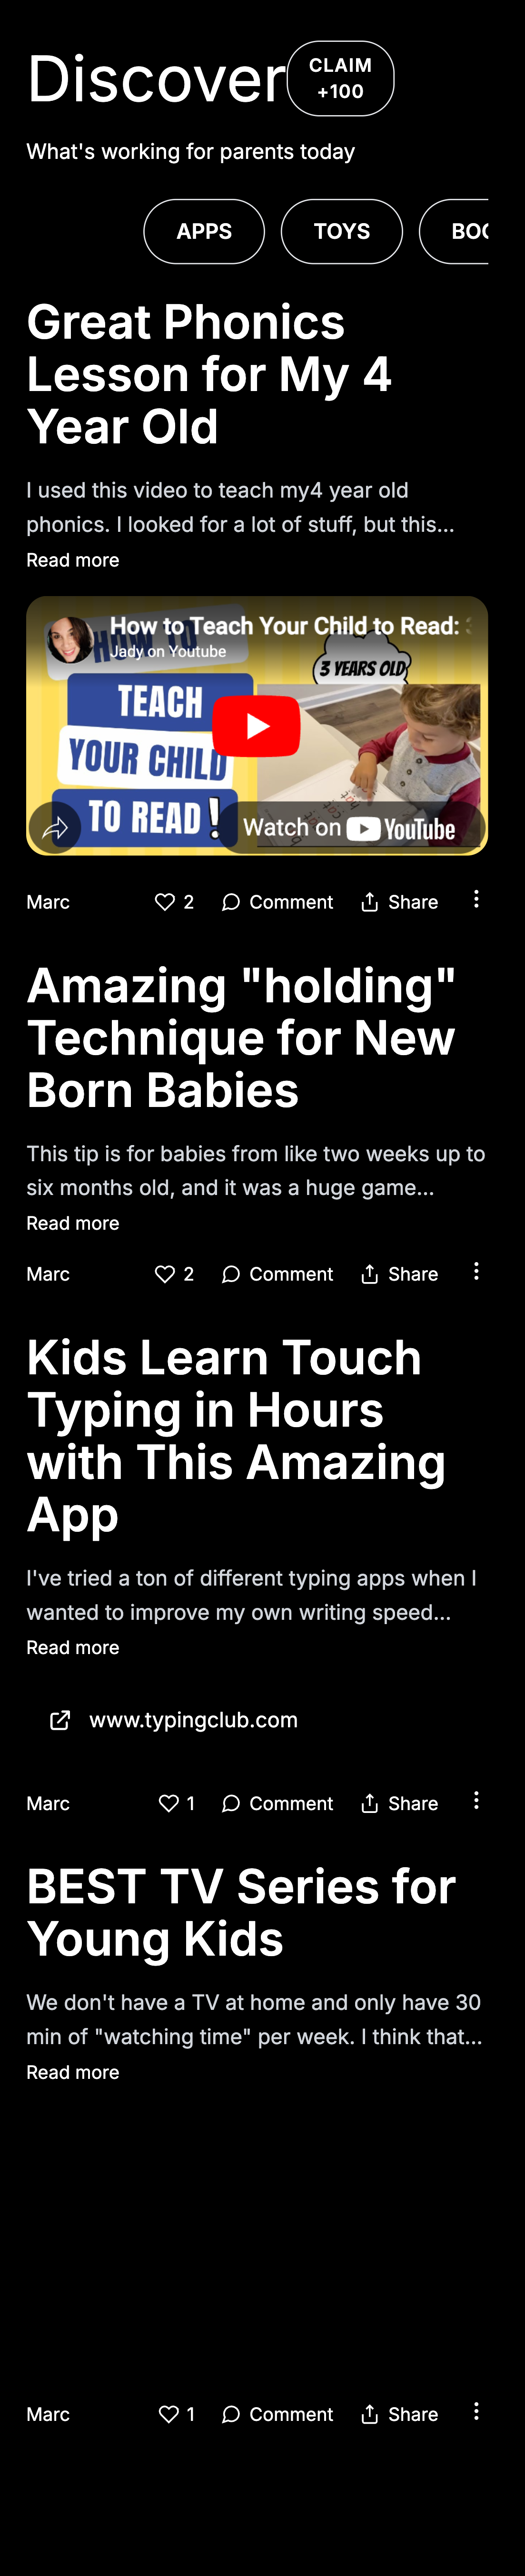 Discover
CLAIM
+100
What's working for parents today
APPS
TOYS
BOO
Great Phonics
Lesson for My 4
Year Old
I used this video to teach my4 year old
phonics. I looked for a lot of stuff, but this...
Read more
How to Teach Your Child to Read:
Jady on Youtube
HOW TO
3 YEARS OLD
TEACH
YOUR CHILD
TO READ!
Watch on YouTube
Marc
2
Comment
Share
Amazing "holding"
Technique for New
Born Babies
This tip is for babies from like two weeks up to
six months old, and it was a huge game...
Read more
Marc
2
Comment
Share
Kids Learn Touch
Typing in Hours
with This Amazing
App
I've tried a ton of different typing apps when I
wanted to improve my own writing speed...
Read more
www.typingclub.com
Marc
1
Comment
Share
BEST TV Series for
Young Kids
We don't have a TV at home and only have 30
min of "watching time" per week. I think that...
Read more
Marc
1
Comment
Share